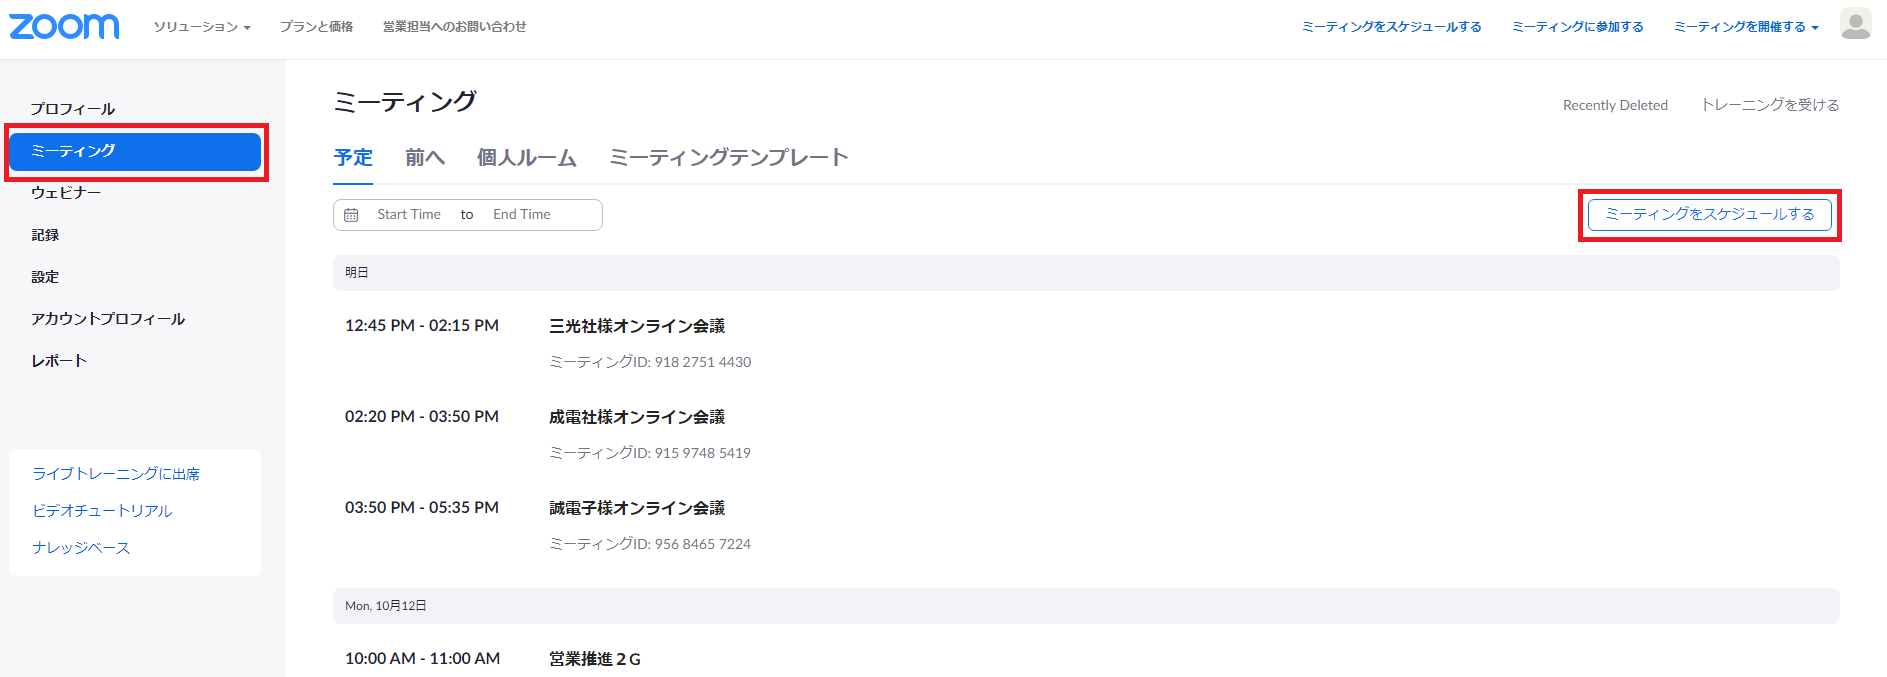 zoom ソリューション プランと価格 営業担当へのお問い合わせ ミーティングをスケジュールする ミーティングに参加する ミーティングを開催する
プロフィール
ミーティング
ウェビナー
記録
設定
アカウントプロフィール
レポート
ライブトレーニングに出席
ビデオチュートリアル
ナレッジベース
ミーティング
Recently Deleted トレーニングを受ける
予定 前へ 個人ルーム ミーティングテンプレート
Start Time to End Time
ミーティングをスケジュールする
明日
12:45 PM - 02:15 PM 三光社様オンライン会議
ミーティングID: 918 2751 4430
02:20 PM - 03:50 PM 成電社様オンライン会議
ミーティングID: 915 9748 5419
03:50 PM - 05:35 PM 誠電子様オンライン会議
ミーティングID: 956 8465 7224
Mon, 10月12日
10:00 AM - 11:00 AM 営業推進２G